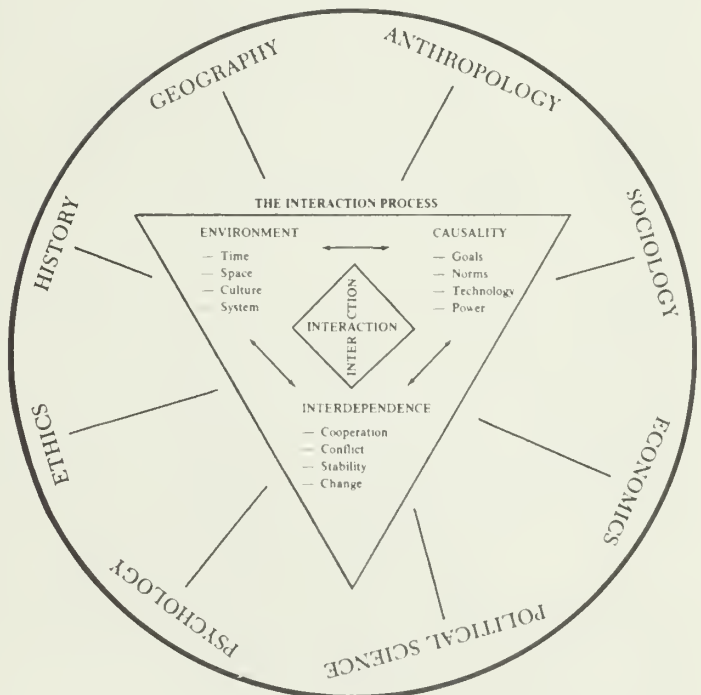 GEOGRAPHY
ANTHROPOLOGY
HISTORY
SOCIOLOGY
THE INTERACTION PROCESS
ENVIRONMENT
— Time
— Space
— Culture
— System
CAUSALITY
— Goals
— Norms
— Technology
— Power
INTERACTION
INTERACTION
INTERDEPENDENCE
— Cooperation
— Conflict
— Stability
— Change
ETHICS
ECONOMICS
PSYCHOLOGY
POLITICAL SCIENCE